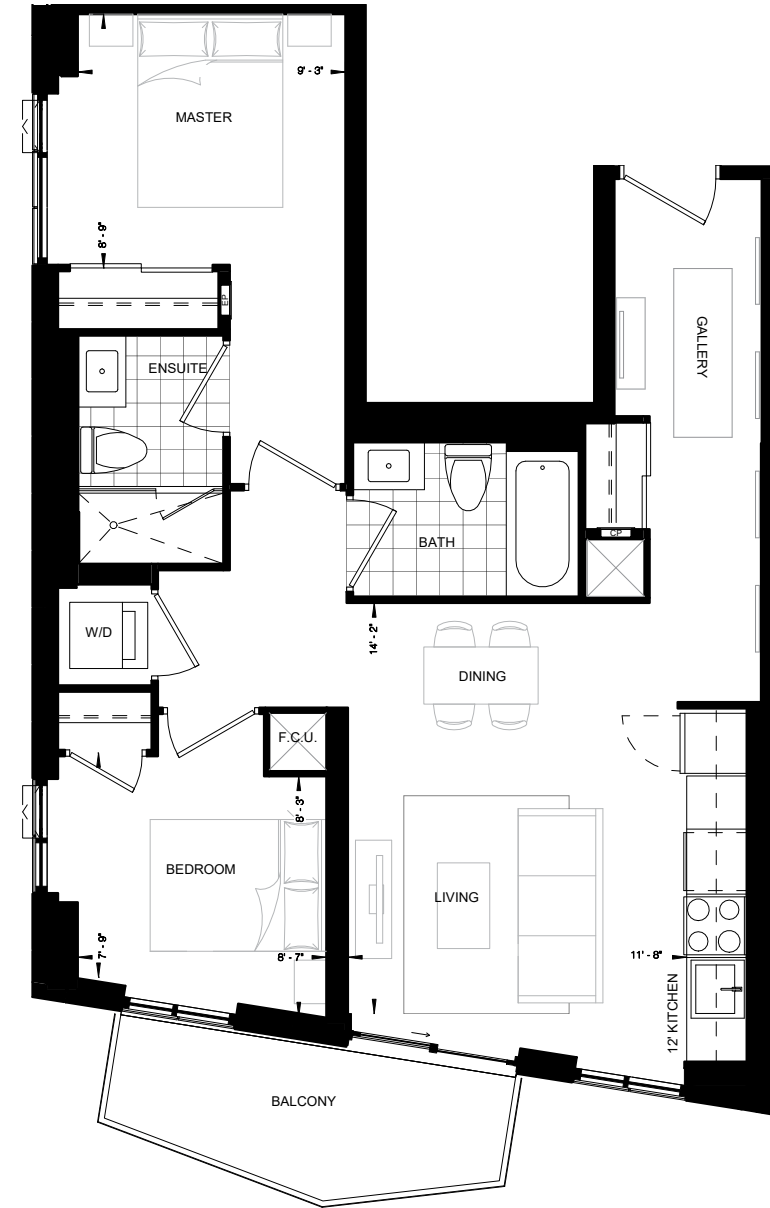 9' - 3"
MASTER
8' - 9"
EP
ENSUITE
GALLERY
BATH
CP
W/D
14' - 2"
DINING
F.C.U.
8' - 3"
BEDROOM
LIVING
7' - 9"
8' - 7"
11' - 8"
12' KITCHEN
BALCONY